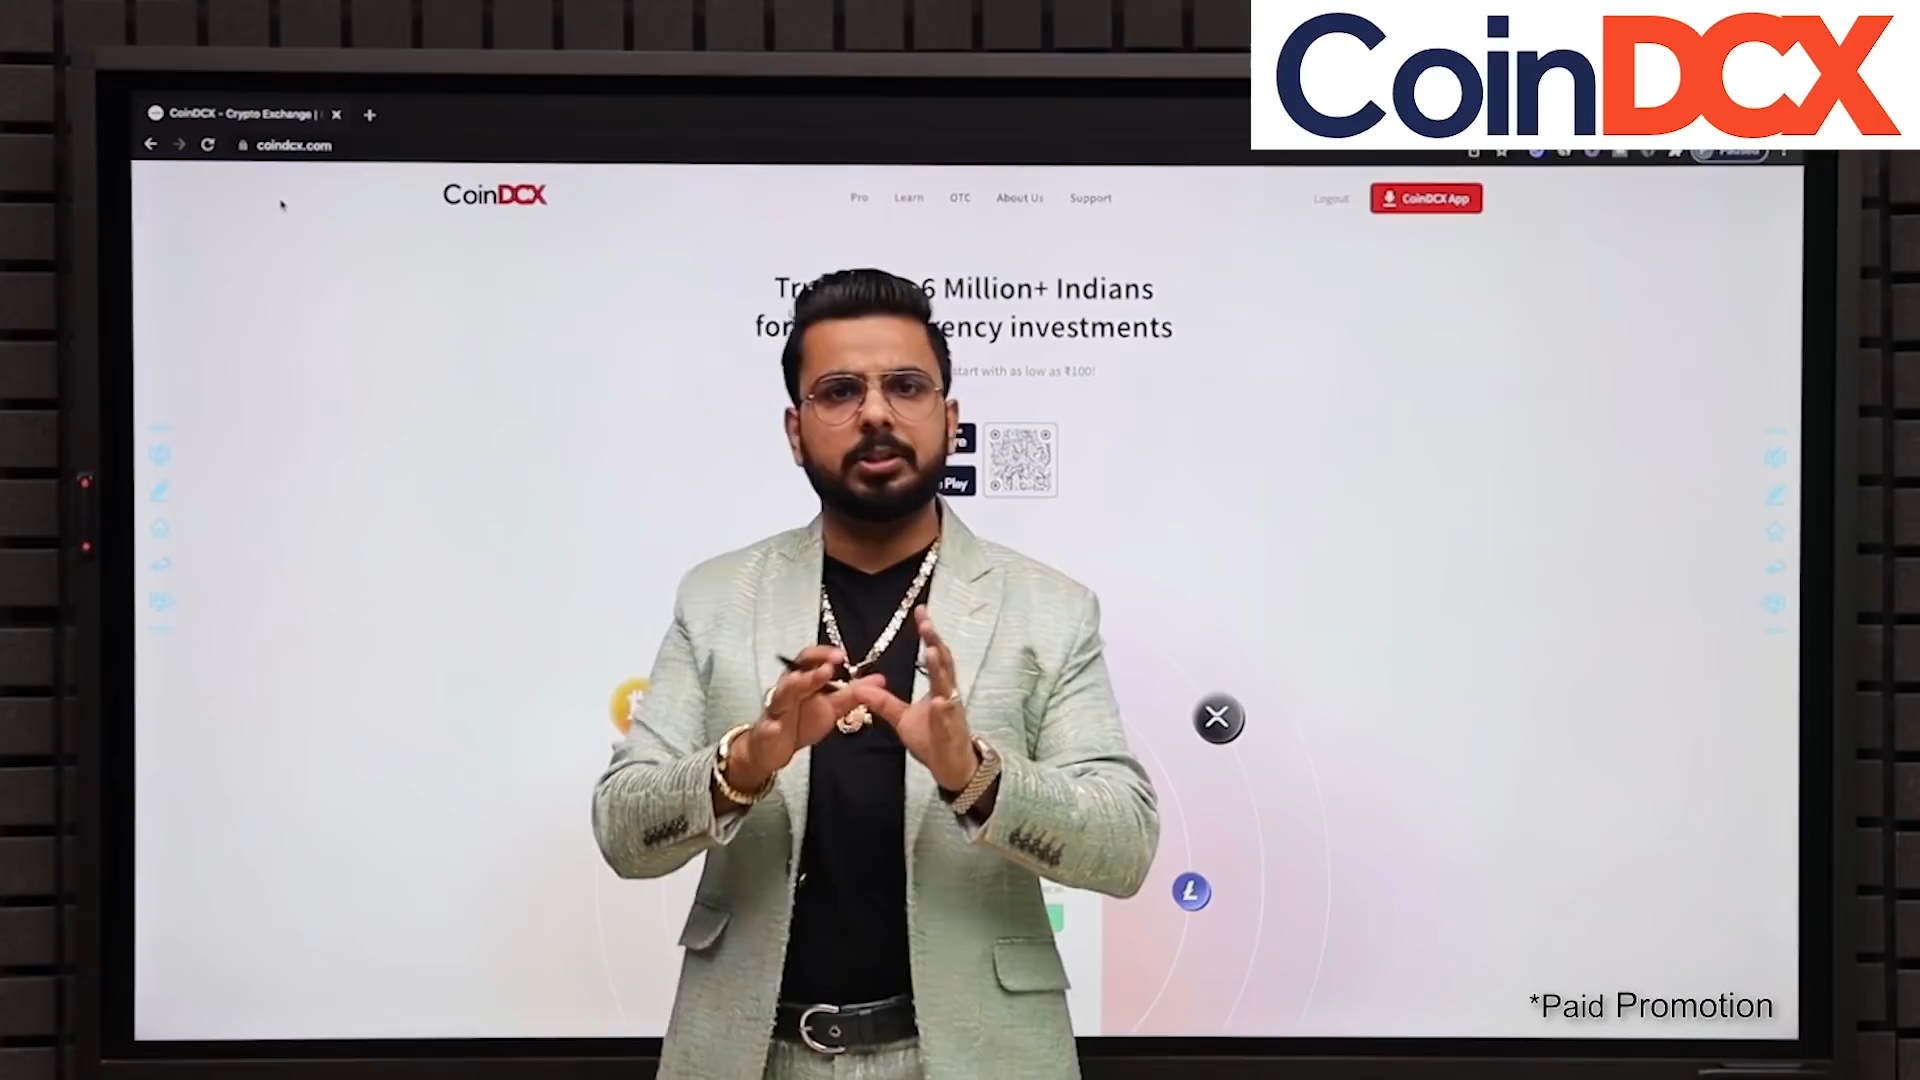 CoinDCX
CoinDCX - Crypto Exchange |
coindcx.com
CoinDCX
Pro Learn OTC About Us Support Logout CoinDCX App
6 Million+ Indians
investments
start with as low as ₹100!
Play
*Paid Promotion